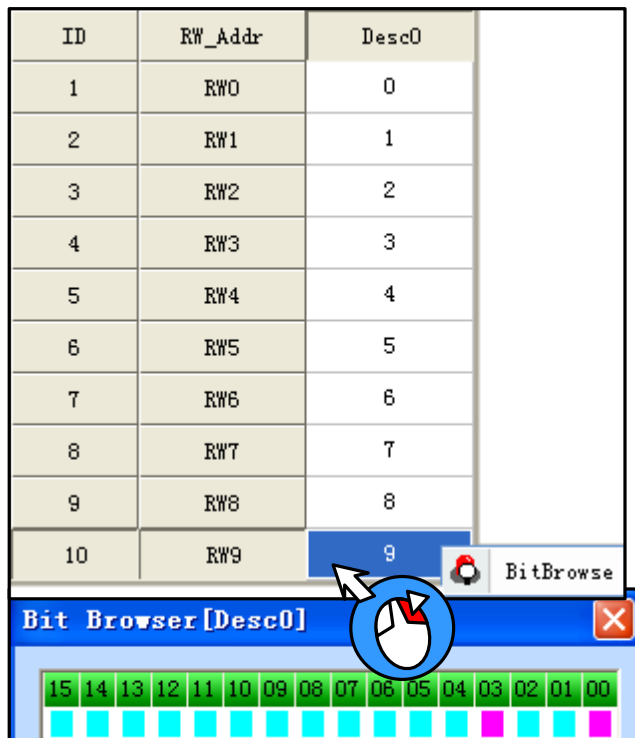 ID RW_Addr Desc0
1 RW0 0
2 RW1 1
3 RW2 2
4 RW3 3
5 RW4 4
6 RW5 5
7 RW6 6
8 RW7 7
9 RW8 8
10 RW9 9
BitBrowse
Bit Browser[Desc0]
15 14 13 12 11 10 09 08 07 06 05 04 03 02 01 00